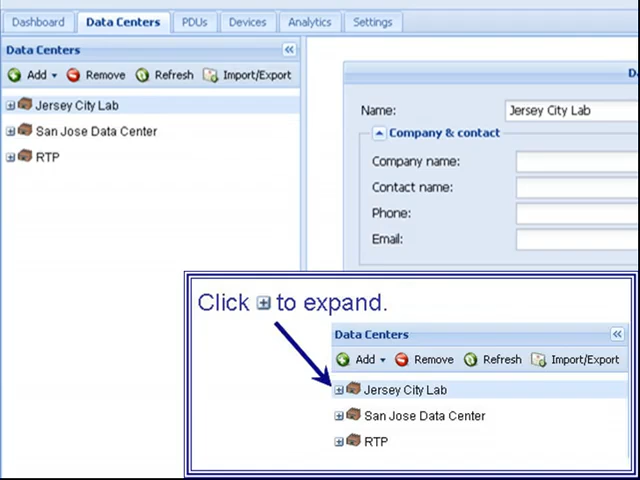 Dashboard Data Centers PDUs Devices Analytics Settings
Data Centers
Add Remove Refresh Import/Export
Jersey City Lab
San Jose Data Center
RTP
Name: Jersey City Lab
Company & contact
Company name:
Contact name:
Phone:
Email:
Click to expand.
Data Centers
Add Remove Refresh Import/Export
Jersey City Lab
San Jose Data Center
RTP